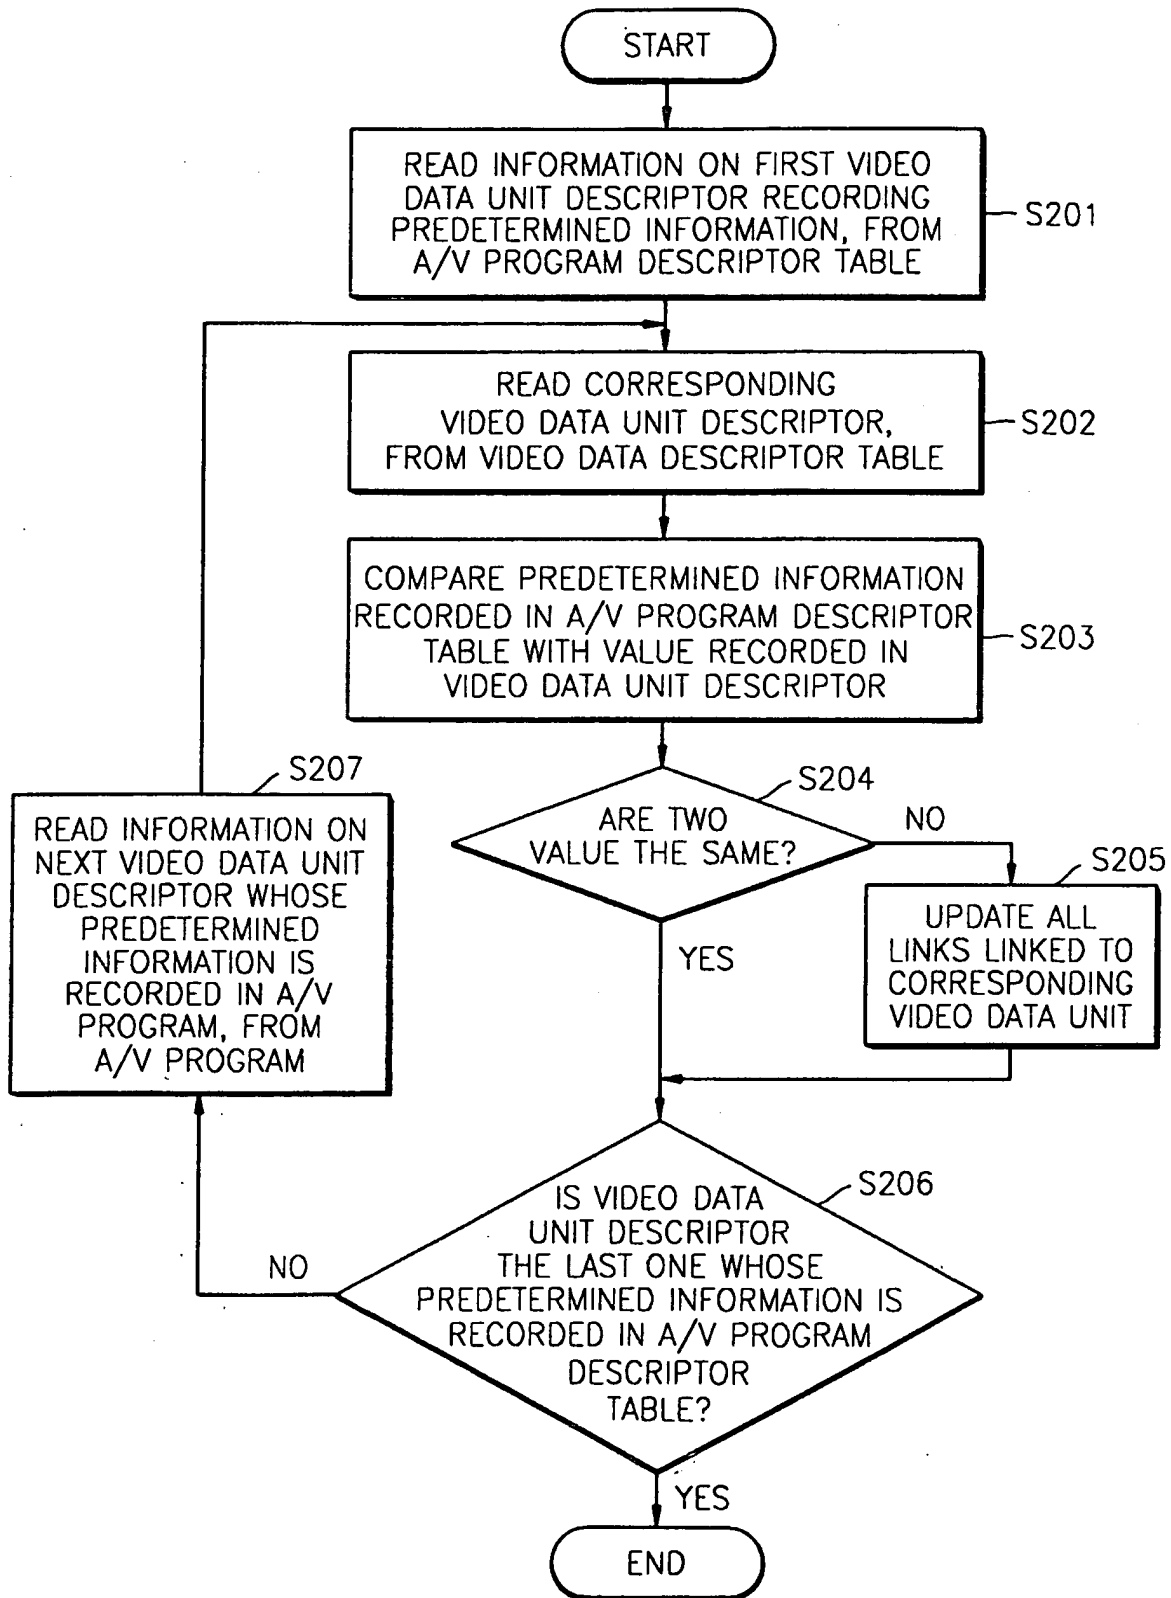 START
READ INFORMATION ON FIRST VIDEO
DATA UNIT DESCRIPTOR RECORDING
PREDETERMINED INFORMATION, FROM
A/V PROGRAM DESCRIPTOR TABLE
S201
READ CORRESPONDING
VIDEO DATA UNIT DESCRIPTOR,
FROM VIDEO DATA DESCRIPTOR TABLE
S202
COMPARE PREDETERMINED INFORMATION
RECORDED IN A/V PROGRAM DESCRIPTOR
TABLE WITH VALUE RECORDED IN
VIDEO DATA UNIT DESCRIPTOR
S203
ARE TWO
VALUE THE SAME?
S204
NO
YES
S205
UPDATE ALL
LINKS LINKED TO
CORRESPONDING
VIDEO DATA UNIT
IS VIDEO DATA
UNIT DESCRIPTOR
THE LAST ONE WHOSE
PREDETERMINED INFORMATION IS
RECORDED IN A/V PROGRAM
DESCRIPTOR
TABLE?
S206
NO
S207
READ INFORMATION ON
NEXT VIDEO DATA UNIT
DESCRIPTOR WHOSE
PREDETERMINED
INFORMATION IS
RECORDED IN A/V
PROGRAM, FROM
A/V PROGRAM
YES
END